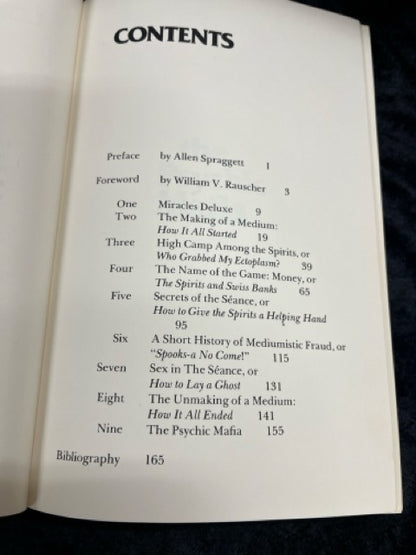 CONTENTS
Preface by Allen Spraggett 1
Foreword by William V. Rauscher 3
One Miracles Deluxe 9
Two The Making of a Medium:
How It All Started 19
Three High Camp Among the Spirits, or
Who Grabbed My Ectoplasm? 39
Four The Name of the Game: Money, or
The Spirits and Swiss Banks 65
Five Secrets of the Séance, or
How to Give the Spirits a Helping Hand
95
Six A Short History of Mediumistic Fraud, or
"Spooks-a No Come!" 115
Seven Sex in The Séance, or
How to Lay a Ghost 131
Eight The Unmaking of a Medium:
How It All Ended 141
Nine The Psychic Mafia 155
Bibliography 165